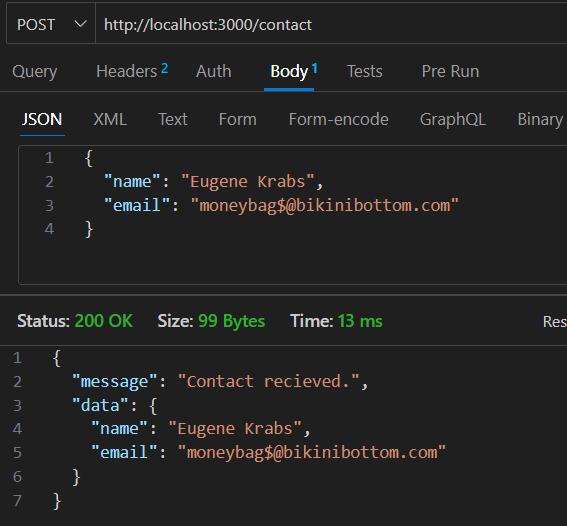 POST http://localhost:3000/contact
Query Headers 2 Auth Body 1 Tests Pre Run
JSON XML Text Form Form-encode GraphQL Binary
1 {
2 "name": "Eugene Krabs",
3 "email": "moneybag$@bikinibottom.com"
4 }
Status: 200 OK Size: 99 Bytes Time: 13 ms Res
1 {
2 "message": "Contact recieved.",
3 "data": {
4 "name": "Eugene Krabs",
5 "email": "moneybag$@bikinibottom.com"
6 }
7 }